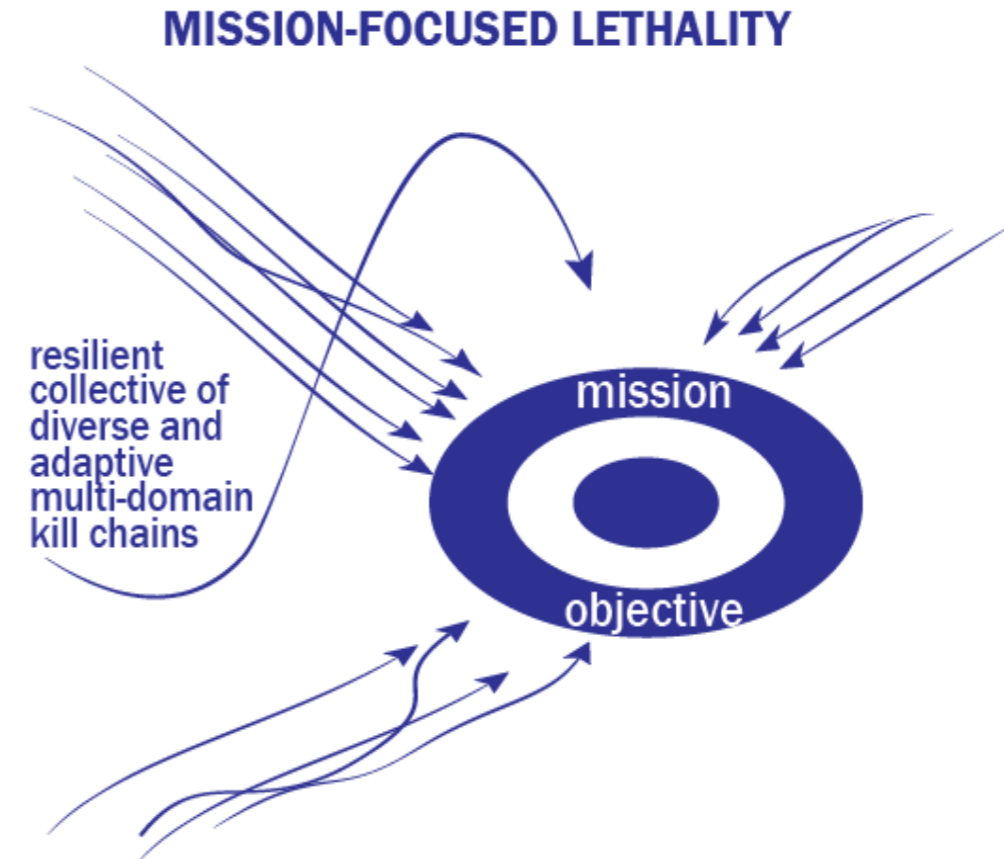 MISSION-FOCUSED LETHALITY
resilient
collective of
diverse and
adaptive
multi-domain
kill chains
mission
objective